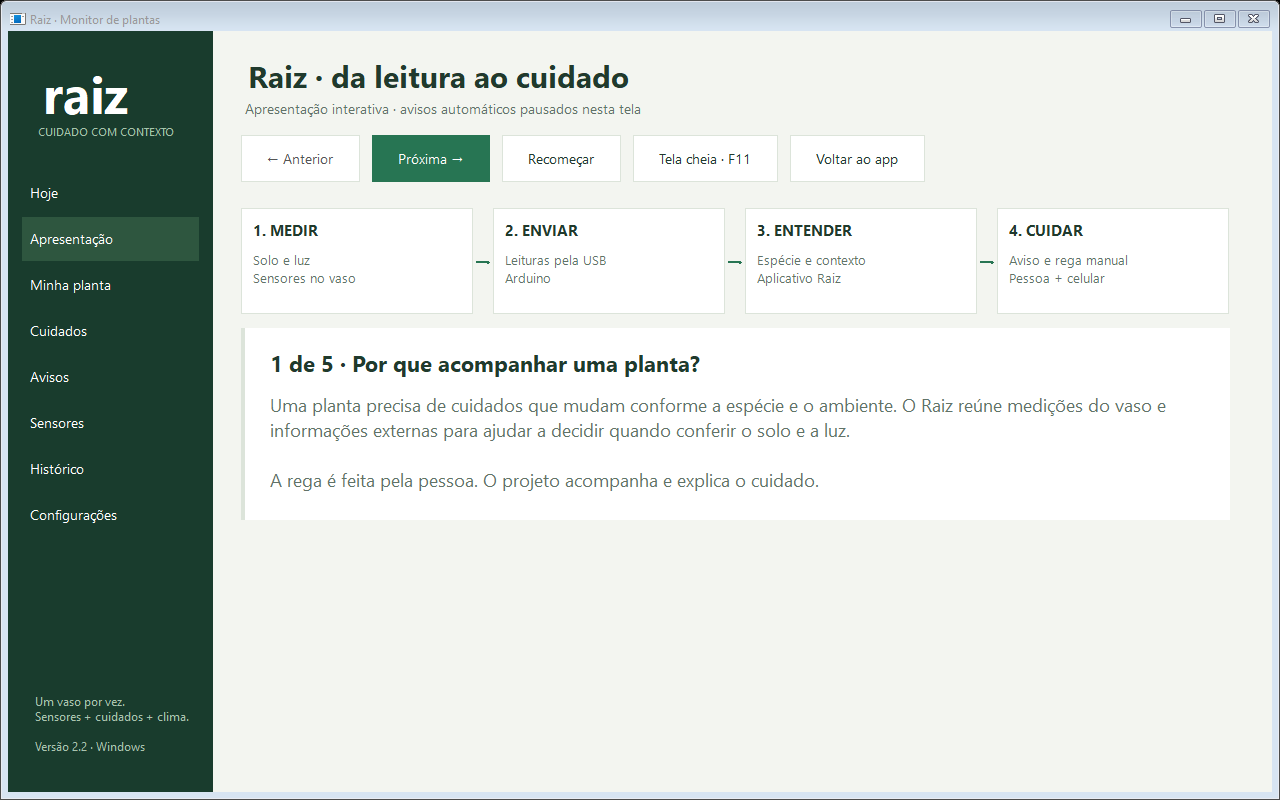 Raiz · Monitor de plantas
raiz
CUIDADO COM CONTEXTO
Hoje
Apresentação
Minha planta
Cuidados
Avisos
Sensores
Histórico
Configurações
Um vaso por vez.
Sensores + cuidados + clima.
Versão 2.2 · Windows
Raiz · da leitura ao cuidado
Apresentação interativa · avisos automáticos pausados nesta tela
← Anterior
Próxima →
Recomeçar
Tela cheia · F11
Voltar ao app
1. MEDIR
Solo e luz
Sensores no vaso
2. ENVIAR
Leituras pela USB
Arduino
3. ENTENDER
Espécie e contexto
Aplicativo Raiz
4. CUIDAR
Aviso e rega manual
Pessoa + celular
1 de 5 · Por que acompanhar uma planta?
Uma planta precisa de cuidados que mudam conforme a espécie e o ambiente. O Raiz reúne medições do vaso e
informações externas para ajudar a decidir quando conferir o solo e a luz.
A rega é feita pela pessoa. O projeto acompanha e explica o cuidado.